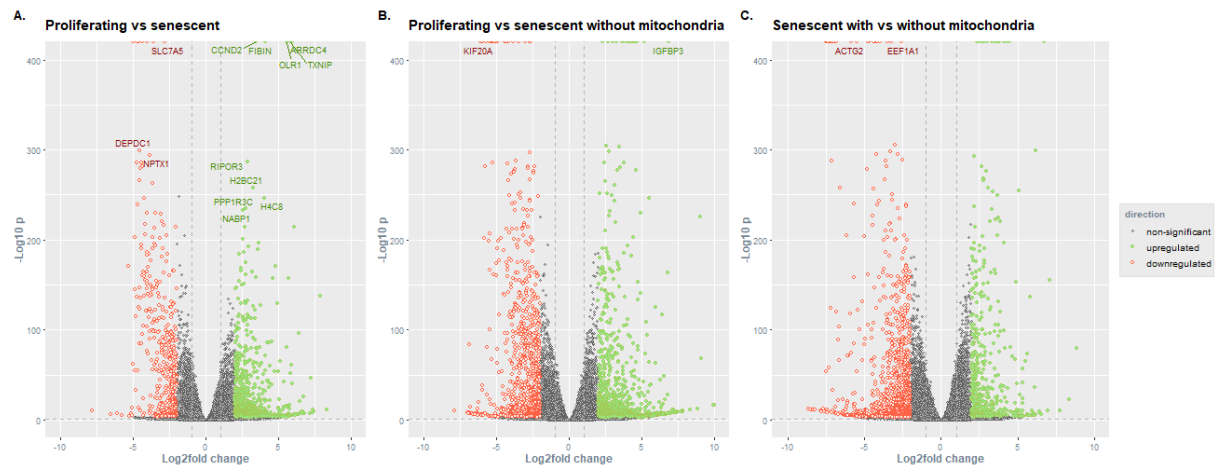 A.
Proliferating vs senescent
SLC7A5
CCND2
FIBIN
ARRDC4
OLR1
TXNIP
DEPDC1
NPTX1
RIPOR3
H2BC21
PPP1R3C
H4C8
NABP1
400
300
200
100
0
-Log10 p
-10 -5 0 5 10
Log2fold change
B.
Proliferating vs senescent without mitochondria
KIF20A
IGFBP3
400
300
200
100
0
-Log10 p
-10 -5 0 5 10
Log2fold change
C.
Senescent with vs without mitochondria
ACTG2
EEF1A1
400
300
200
100
0
-Log10 p
-10 -5 0 5 10
Log2fold change
direction
non-significant
upregulated
downregulated